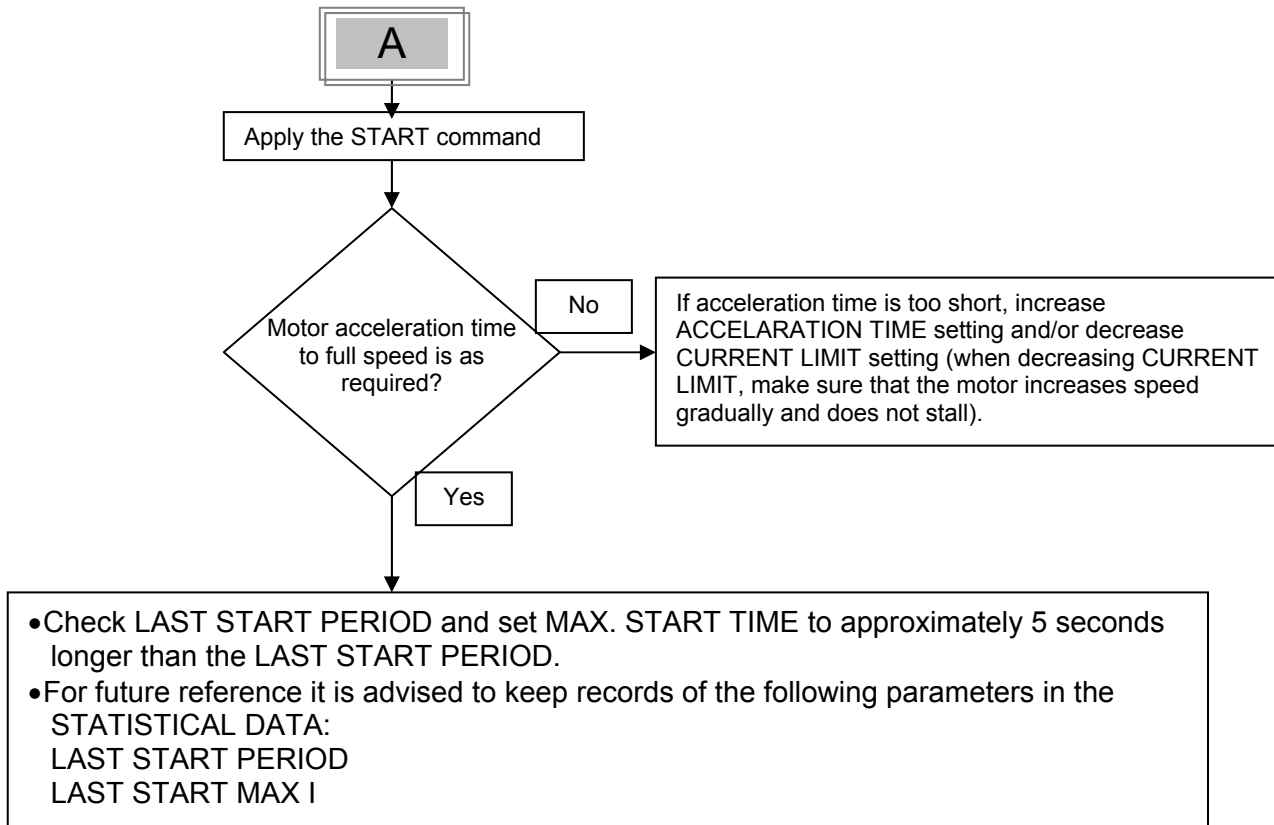 A
Apply the START command
Motor acceleration time
to full speed is as
required?
No
If acceleration time is too short, increase
ACCELARATION TIME setting and/or decrease
CURRENT LIMIT setting (when decreasing CURRENT
LIMIT, make sure that the motor increases speed
gradually and does not stall).
Yes
•Check LAST START PERIOD and set MAX. START TIME to approximately 5 seconds
longer than the LAST START PERIOD.
•For future reference it is advised to keep records of the following parameters in the
STATISTICAL DATA:
LAST START PERIOD
LAST START MAX I